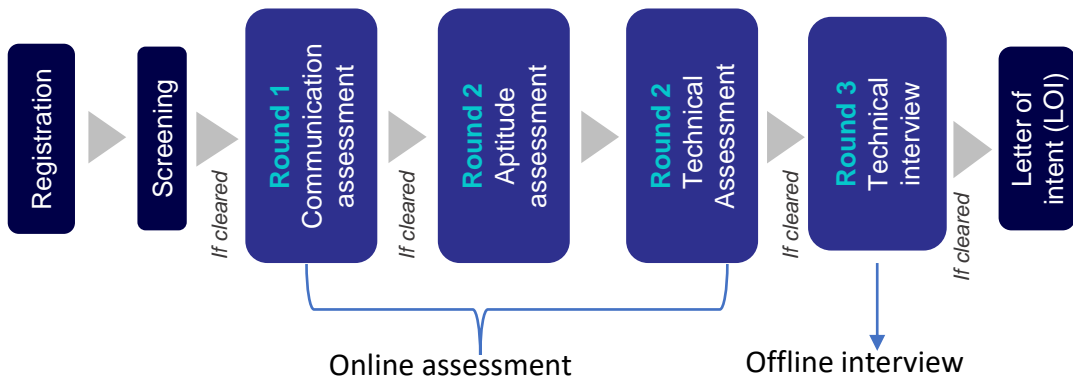 Registration
Screening
If cleared
Round 1
Communication
assessment
If cleared
Round 2
Aptitude
assessment
Round 2
Technical
Assessment
If cleared
Round 3
Technical
interview
If cleared
Letter of
intent (LOI)
Online assessment
Offline interview